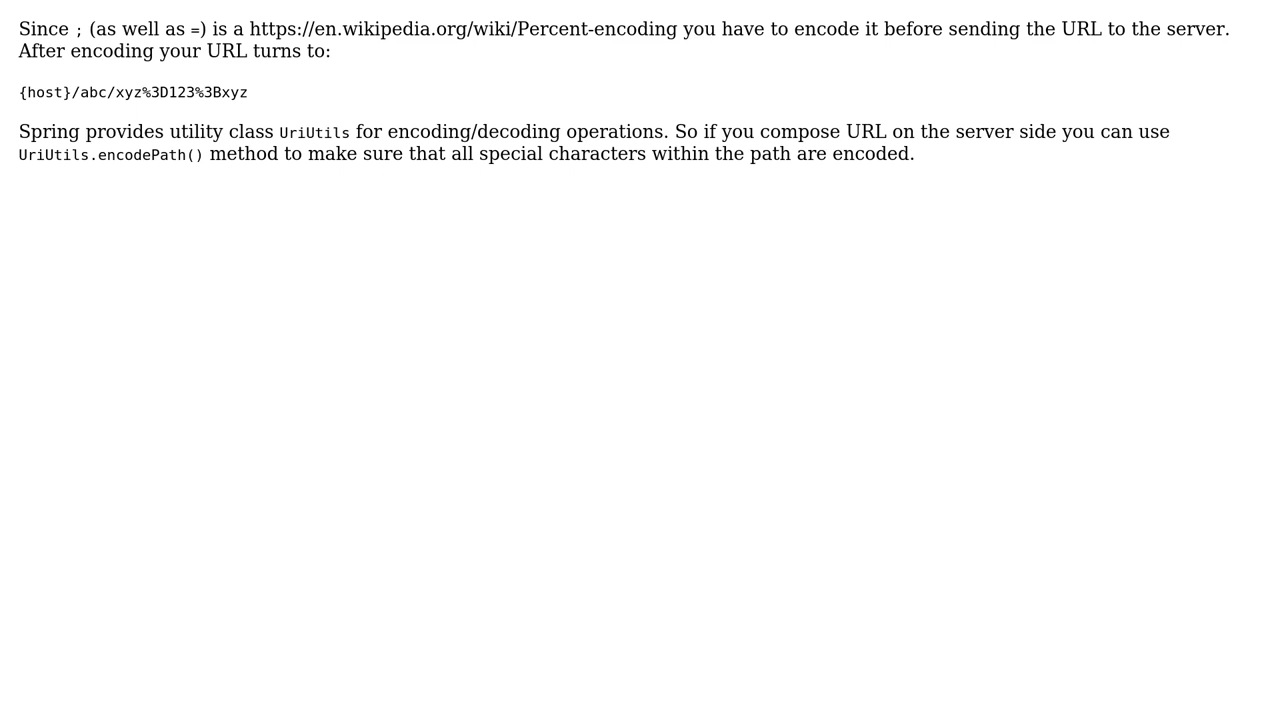 Since ; (as well as =) is a https://en.wikipedia.org/wiki/Percent-encoding you have to encode it before sending the URL to the server.
After encoding your URL turns to:
{host}/abc/xyz%3D123%3Bxyz
Spring provides utility class UriUtils for encoding/decoding operations. So if you compose URL on the server side you can use
UriUtils.encodePath() method to make sure that all special characters within the path are encoded.